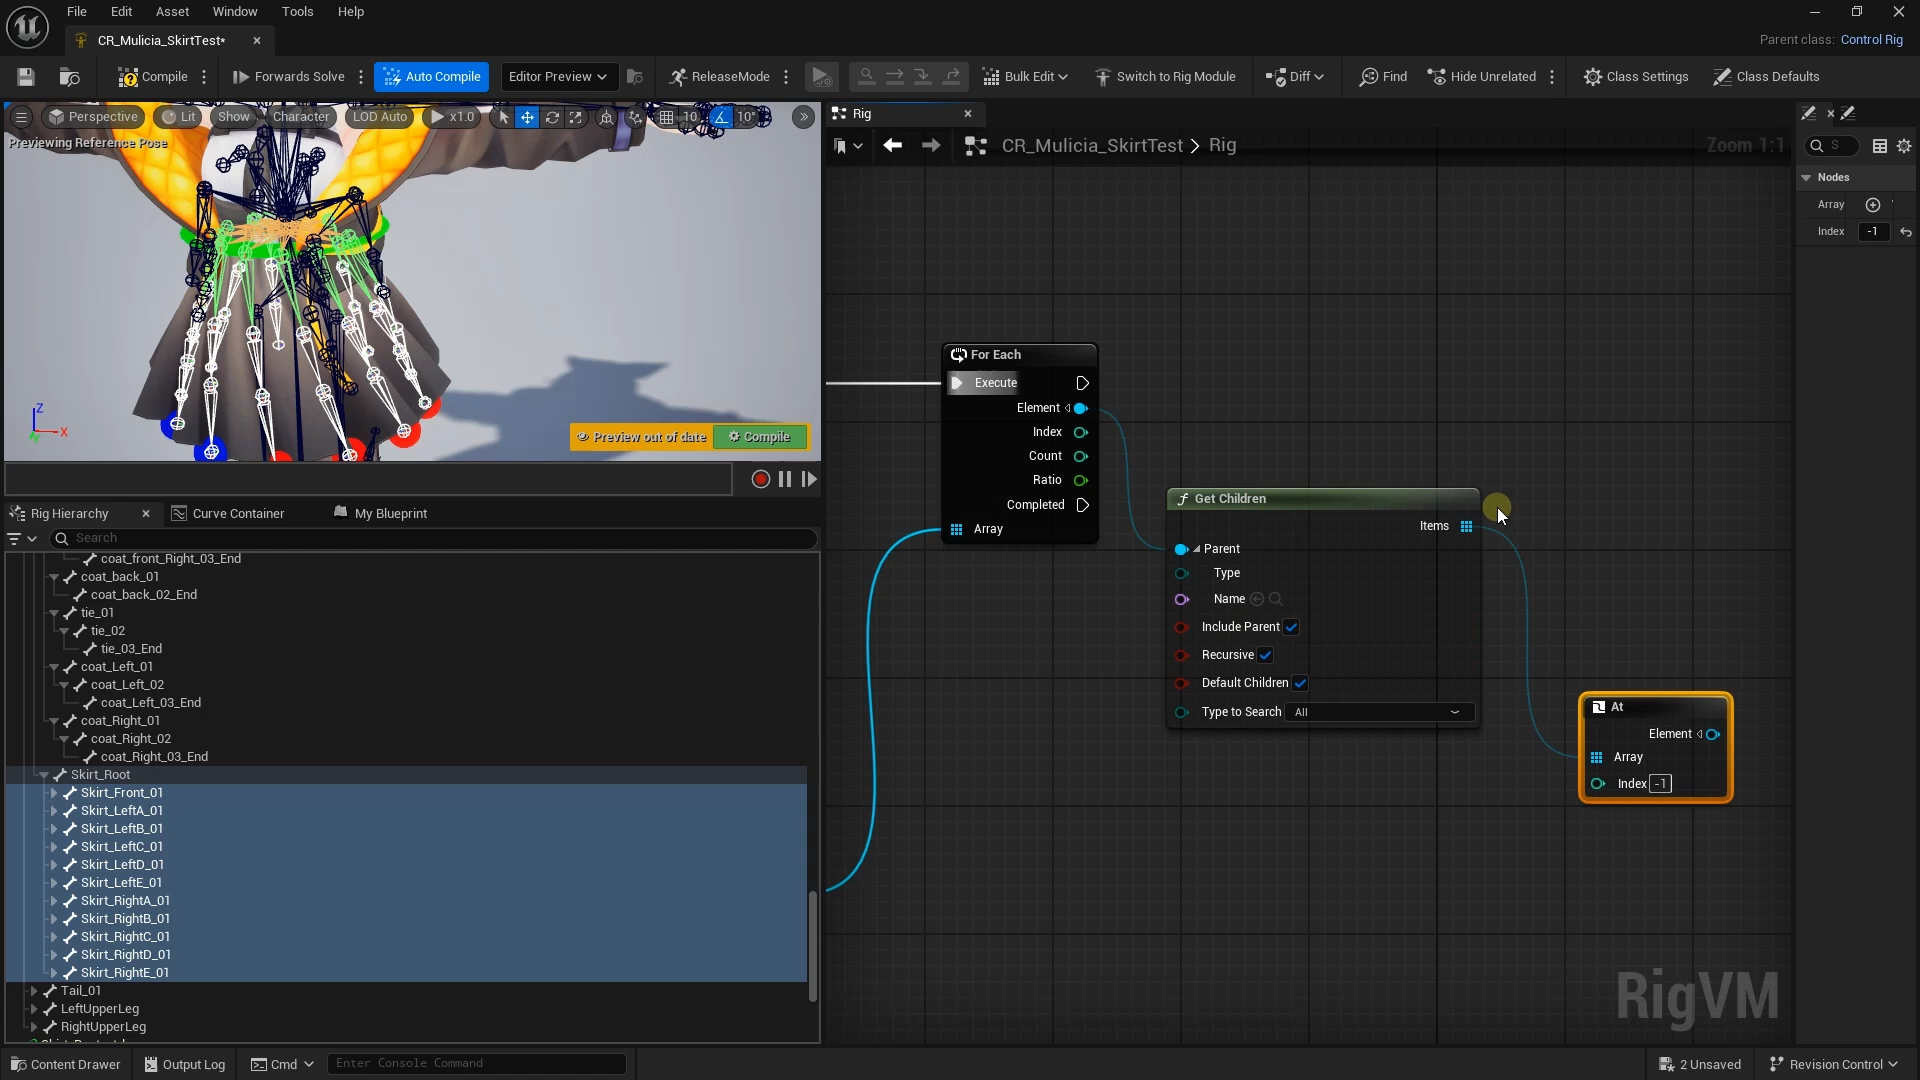 File Edit Asset Window Tools Help
CR_Mulicia_SkirtTest*
Parent class: Control Rig
Compile Forwards Solve Auto Compile Editor Preview ReleaseMode Bulk Edit Switch to Rig Module Diff Find Hide Unrelated Class Settings Class Defaults
Perspective Lit Show Character LOD Auto x1.0 10 10°
Previewing Reference Pose
Z
X
Preview out of date Compile
Rig Hierarchy Curve Container My Blueprint
Search
coat_front_Right_03_End
coat_back_01
coat_back_02_End
tie_01
tie_02
tie_03_End
coat_Left_01
coat_Left_02
coat_Left_03_End
coat_Right_01
coat_Right_02
coat_Right_03_End
Skirt_Root
Skirt_Front_01
Skirt_LeftA_01
Skirt_LeftB_01
Skirt_LeftC_01
Skirt_LeftD_01
Skirt_LeftE_01
Skirt_RightA_01
Skirt_RightB_01
Skirt_RightC_01
Skirt_RightD_01
Skirt_RightE_01
Tail_01
LeftUpperLeg
RightUpperLeg
Rig
CR_Mulicia_SkirtTest > Rig
Zoom 1:1
For Each
Execute
Element
Index
Count
Ratio
Completed
Array
Get Children
Items
Parent
Type
Name
Include Parent
Recursive
Default Children
Type to Search All
At
Element
Array
Index -1
RigVM
S
Nodes
Array
Index -1
Content Drawer Output Log Cmd Enter Console Command 2 Unsaved Revision Control